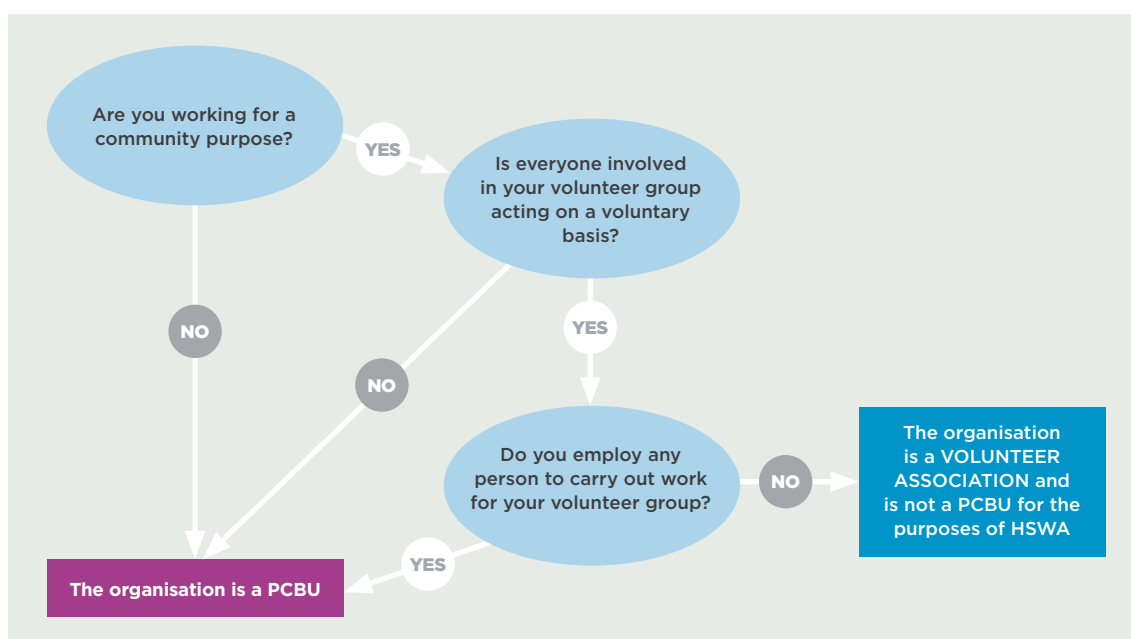 Are you working for a
community purpose?
YES
Is everyone involved
in your volunteer group
acting on a voluntary
basis?
NO
YES
NO
Do you employ any
person to carry out work
for your volunteer group?
NO
The organisation
is a VOLUNTEER
ASSOCIATION and
is not a PCBU for the
purposes of HSWA
YES
The organisation is a PCBU